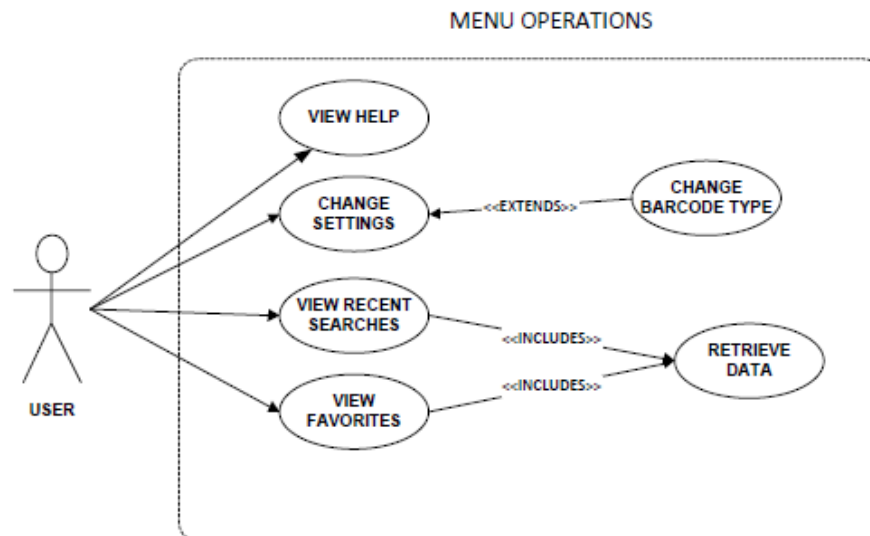 MENU OPERATIONS
VIEW HELP
CHANGE
SETTINGS
<<EXTENDS>>
CHANGE
BARCODE TYPE
VIEW RECENT
SEARCHES
<<INCLUDES>>
RETRIEVE
DATA
<<INCLUDES>>
VIEW
FAVORITES
USER